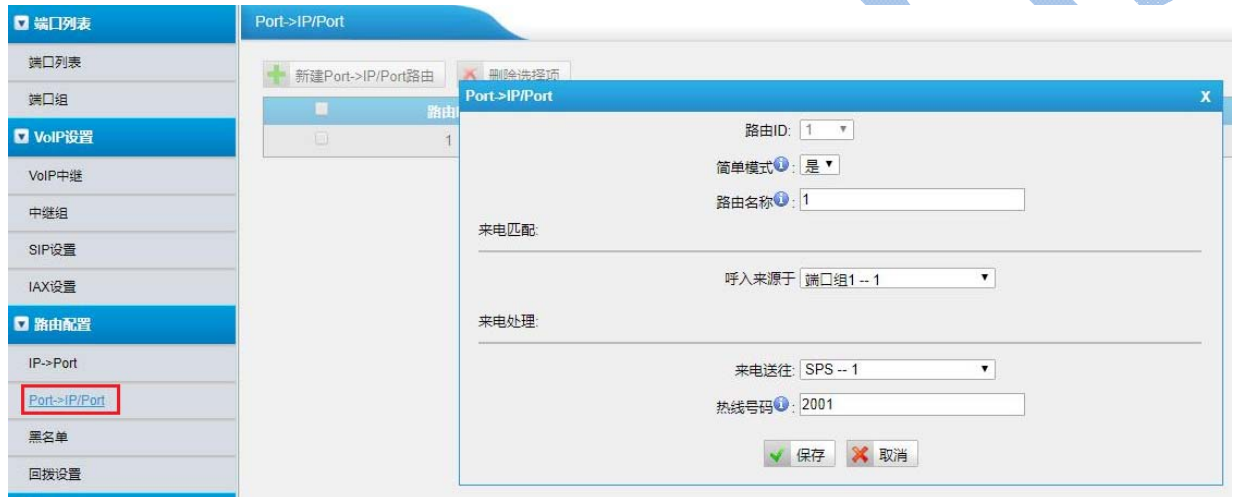 端口列表
端口列表
端口组
VoIP设置
VoIP中继
中继组
SIP设置
IAX设置
路由配置
IP->Port
Port->IP/Port
黑名单
回拨设置
Port->IP/Port
新建Port->IP/Port路由 删除选择项
路由
1
Port->IP/Port X
路由ID: 1
简单模式: 是
路由名称: 1
来电匹配:
呼入来源于 端口组1 -- 1
来电处理:
来电送往: SPS -- 1
热线号码: 2001
保存 取消